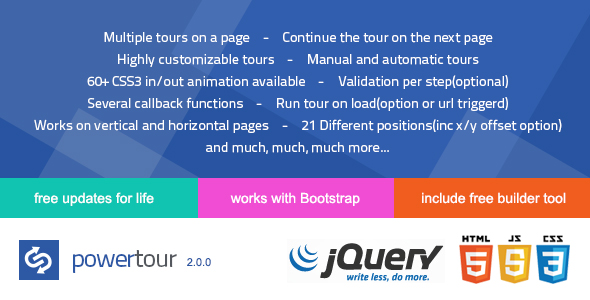 Multiple tours on a page - Continue the tour on the next page
Highly customizable tours - Manual and automatic tours
60+ CSS3 in/out animation available - Validation per step(optional)
Several callback functions - Run tour on load(option or url triggerd)
Works on vertical and horizontal pages - 21 Different positions(inc x/y offset option)
and much, much, much more...
free updates for life
works with Bootstrap
include free builder tool
powertour 2.0.0
jQuery
write less, do more.
HTML JS CSS
5 5 3